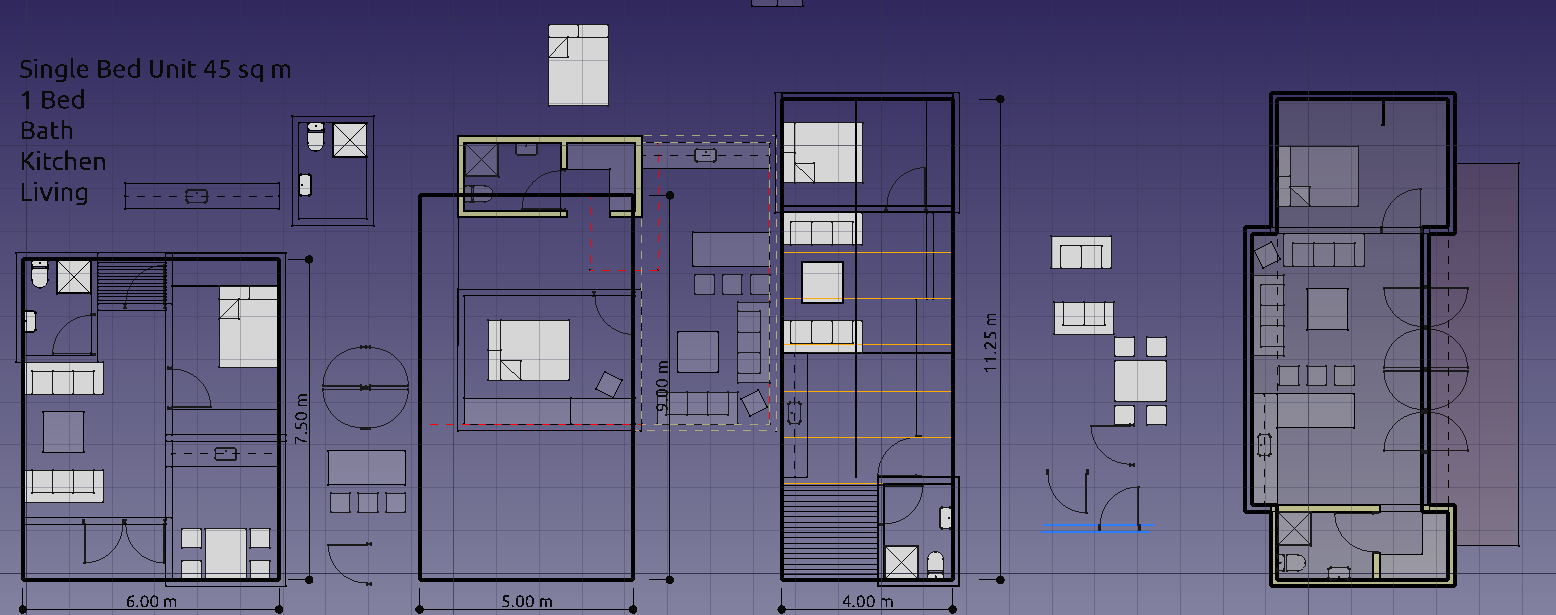 Single Bed Unit 45 sq m
1 Bed
Bath
Kitchen
Living
7.50 m
6.00 m
9.00 m
5.00 m
11.25 m
4.00 m